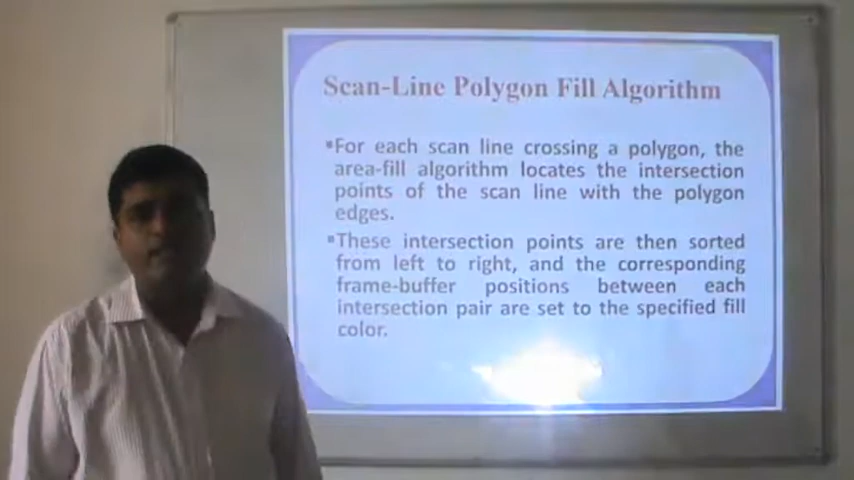 Scan-Line Polygon Fill Algorithm
▪For each scan line crossing a polygon, the
area-fill algorithm locates the intersection
points of the scan line with the polygon
edges.
▪These intersection points are then sorted
from left to right, and the corresponding
frame-buffer positions between each
intersection pair are set to the specified fill
color.